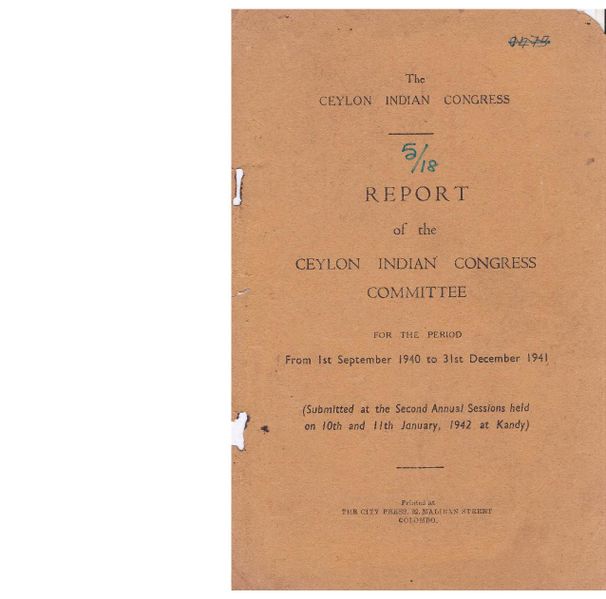 The
CEYLON INDIAN CONGRESS
5/18
REPORT
of the
CEYLON INDIAN CONGRESS
COMMITTEE
FOR THE PERIOD
From 1st September 1940 to 31st December 1941
(Submitted at the Second Annual Sessions held
on 10th and 11th January, 1942 at Kandy)
Printed at
THE CITY PRESS, MALIBAN STREET
COLOMBO.